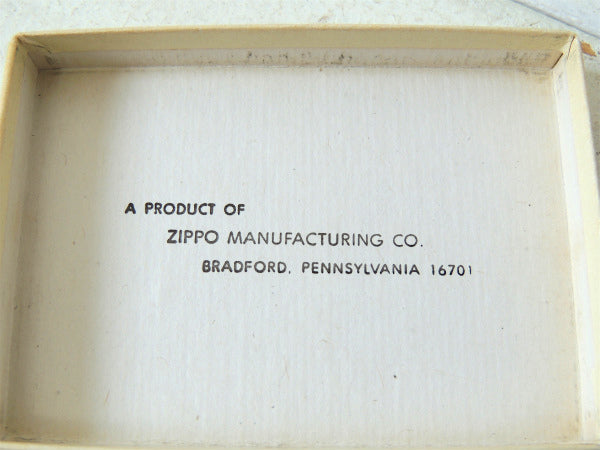 A PRODUCT OF
ZIPPO MANUFACTURING CO.
BRADFORD, PENNSYLVANIA 16701